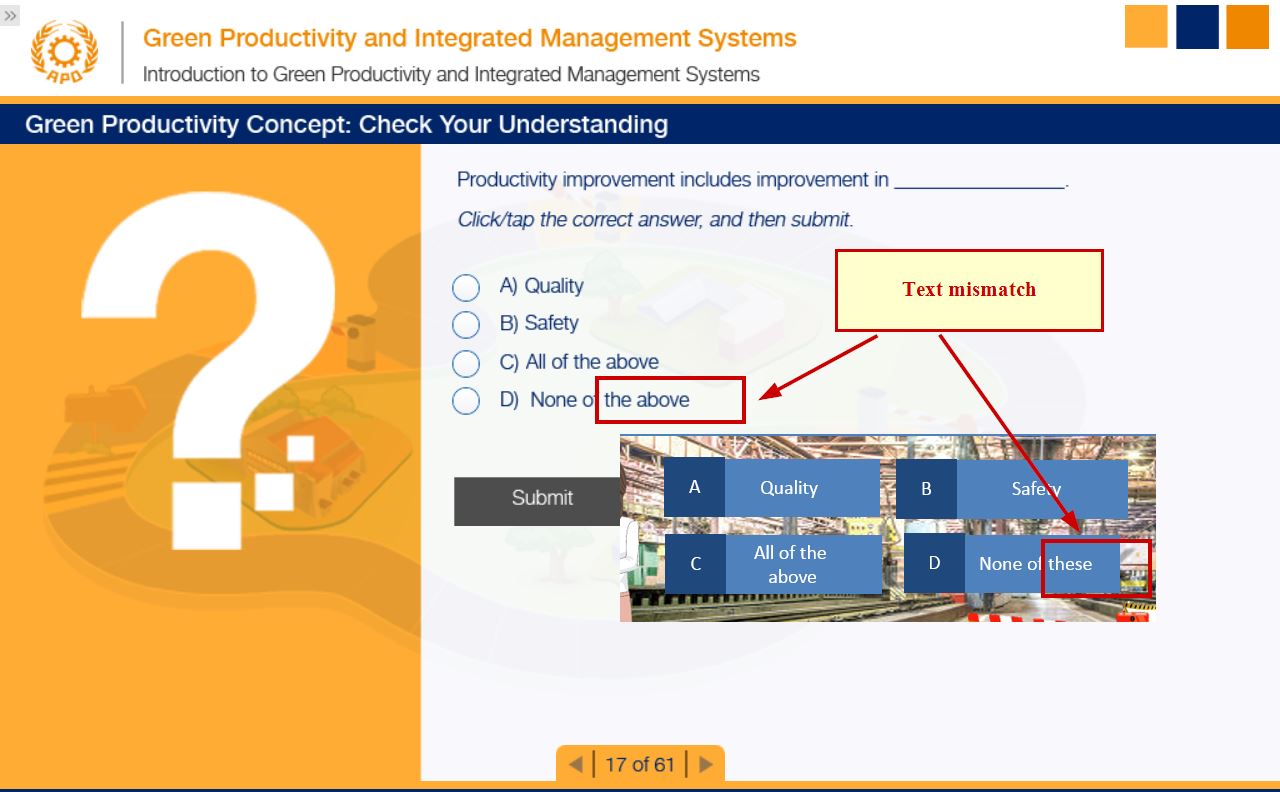 »
APO
Green Productivity and Integrated Management Systems
Introduction to Green Productivity and Integrated Management Systems
Green Productivity Concept: Check Your Understanding
Productivity improvement includes improvement in ________________.
Click/tap the correct answer, and then submit.
A) Quality
B) Safety
C) All of the above
D) None of the above
Text mismatch
Submit
A Quality
B Safety
C All of the
above
D None of these
17 of 61